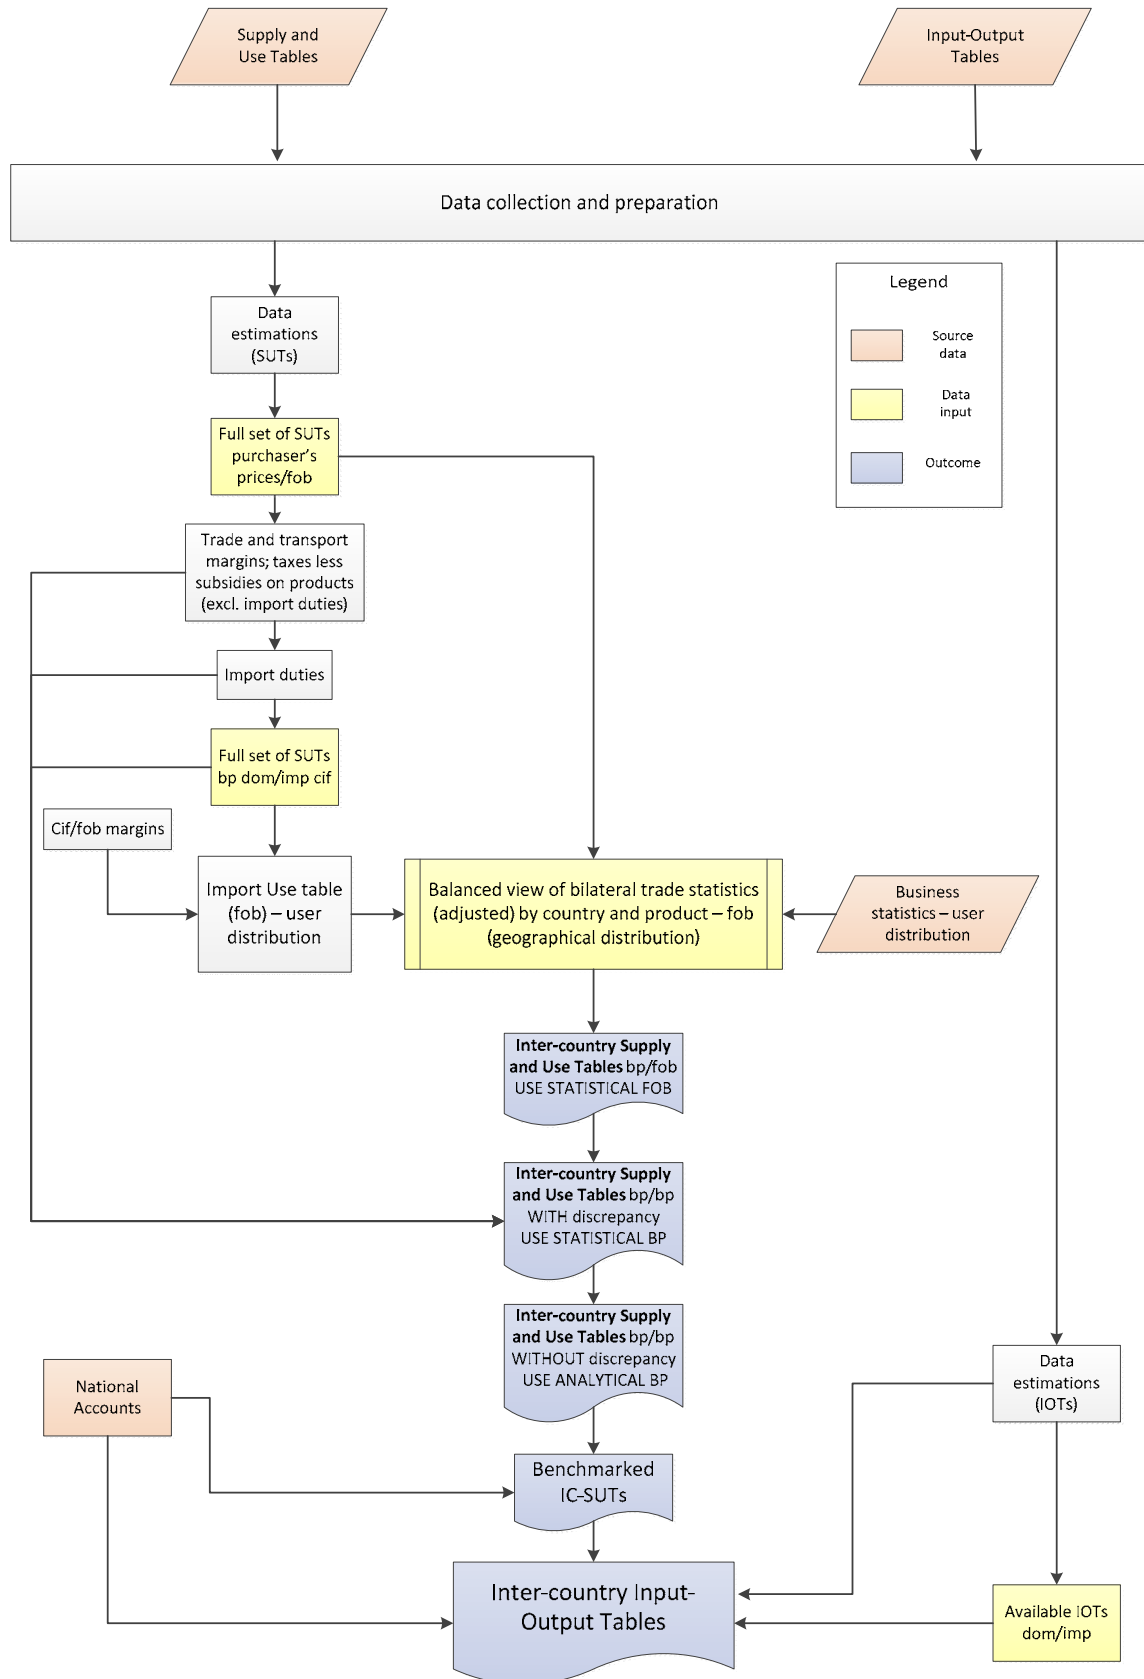 Supply and
Use Tables
Input-Output
Tables
Data collection and preparation
Legend
Source
data
Data
input
Outcome
Data
estimations
(SUTs)
Full set of SUTs
purchaser's
prices/fob
Trade and transport
margins; taxes less
subsidies on products
(excl. import duties)
Import duties
Full set of SUTs
bp dom/imp cif
Cif/fob margins
Import Use table
(fob) – user
distribution
Balanced view of bilateral trade statistics
(adjusted) by country and product – fob
(geographical distribution)
Business
statistics – user
distribution
Inter-country Supply
and Use Tables bp/fob
USE STATISTICAL FOB
Inter-country Supply
and Use Tables bp/bp
WITH discrepancy
USE STATISTICAL BP
Inter-country Supply
and Use Tables bp/bp
WITHOUT discrepancy
USE ANALYTICAL BP
National
Accounts
Data
estimations
(IOTs)
Benchmarked
IC-SUTs
Inter-country Input-
Output Tables
Available IOTs
dom/imp